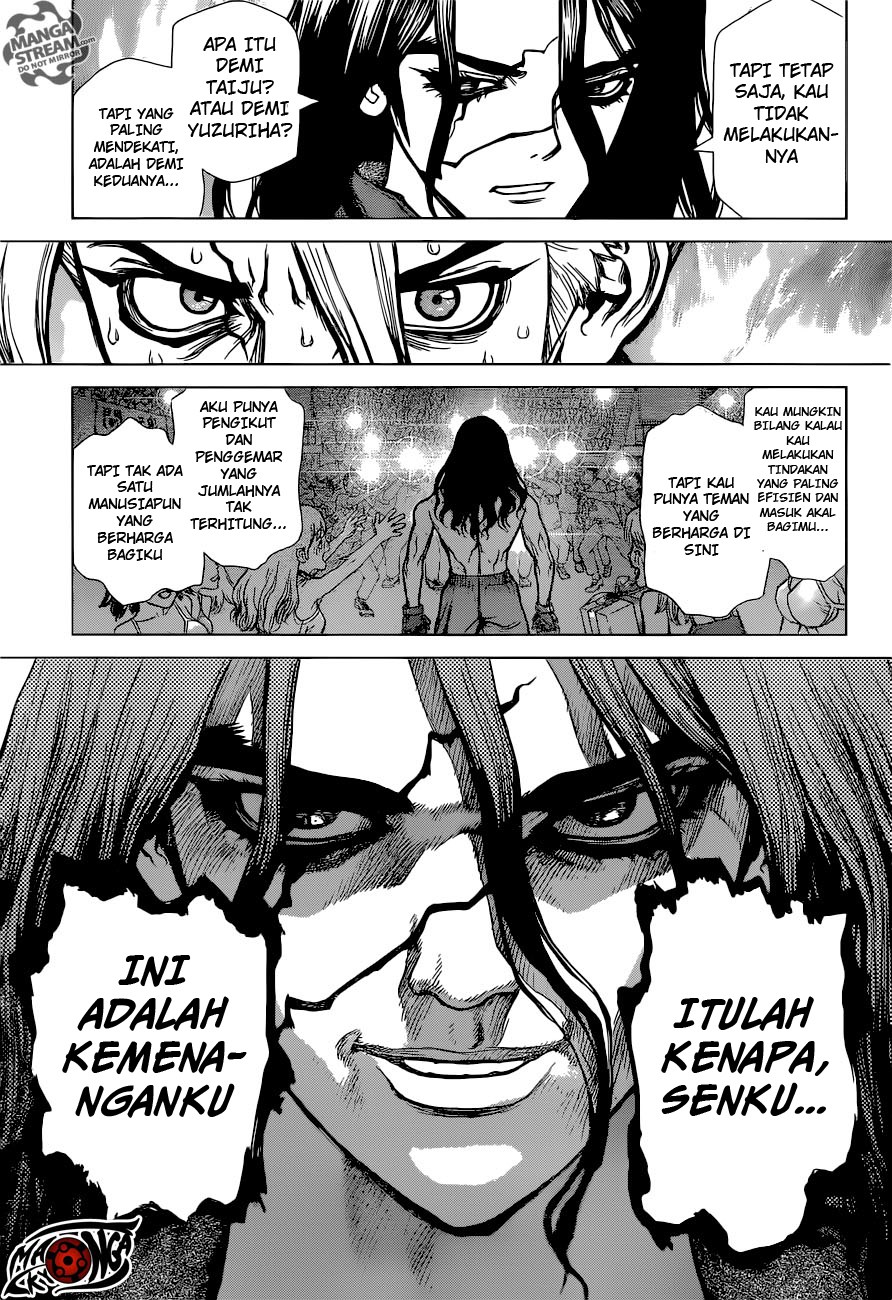 MANGA
STREAM.com
DO NOT MIRROR
TAPI TETAP
SAJA, KAU
TIDAK
MELAKUKAN-
NYA
APA ITU
DEMI
TAIJU?
ATAU DEMI
YUZURIHA?
TAPI YANG
PALING
MENDEKATI,
ADALAH DEMI
KEDUANYA...
KAU MUNGKIN
BILANG KALAU
KAU
MELAKUKAN
TINDAKAN
YANG PALING
EFISIEN DAN
MASUK AKAL
BAGIMU...
TAPI KAU
PUNYA TEMAN
YANG
BERHARGA DI
SINI
AKU PUNYA
PENGIKUT
DAN
PENGGEMAR
YANG
JUMLAHNYA
TAK
TERHITUNG...
TAPI TAK ADA
SATU
MANUSIAPUN
YANG
BERHARGA
BAGIKU
ITULAH
KENAPA,
SENKU...
INI
ADALAH
KEMENA-
NGANKU